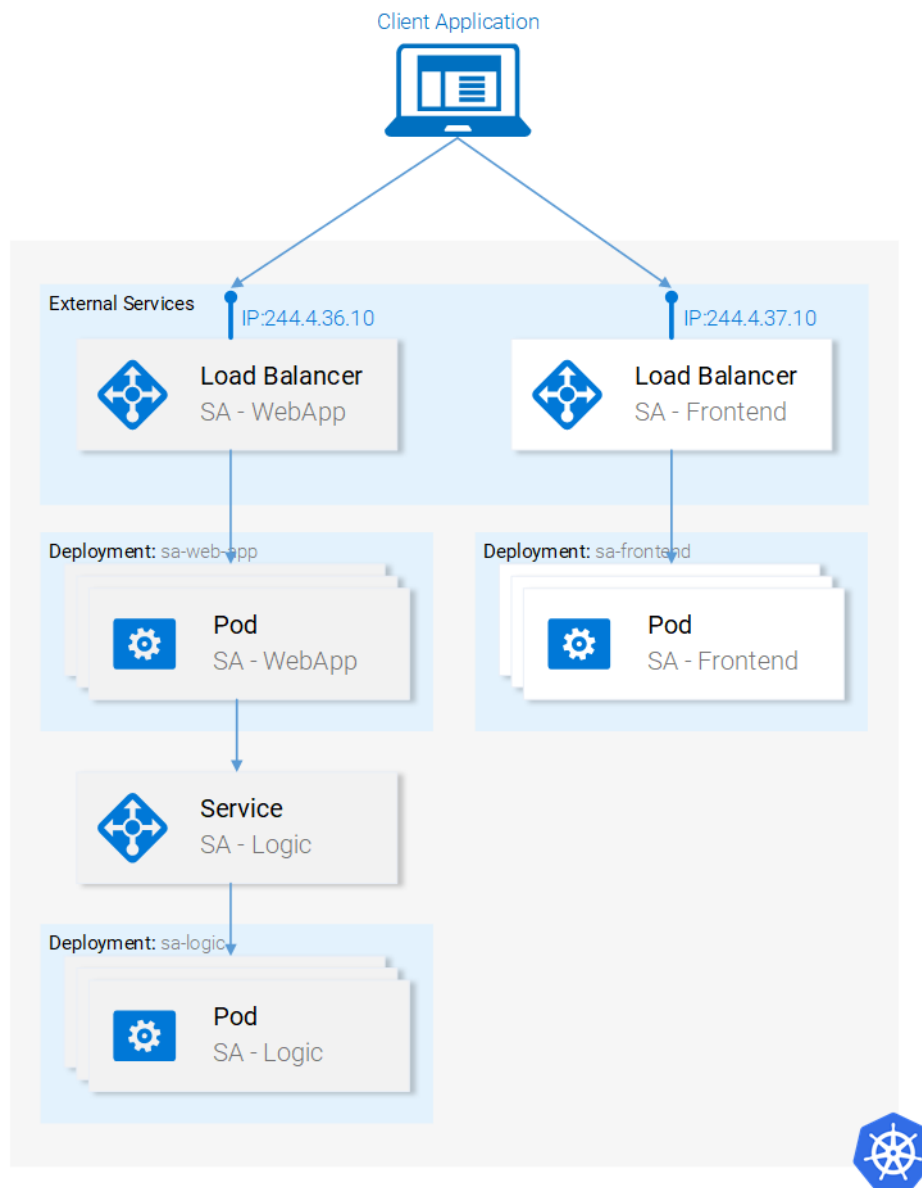 Client Application
External Services
IP:244.4.36.10
IP:244.4.37.10
Load Balancer
SA - WebApp
Load Balancer
SA - Frontend
Deployment: sa-web-app
Deployment: sa-frontend
Pod
SA - WebApp
Pod
SA - Frontend
Service
SA - Logic
Deployment: sa-logic
Pod
SA - Logic